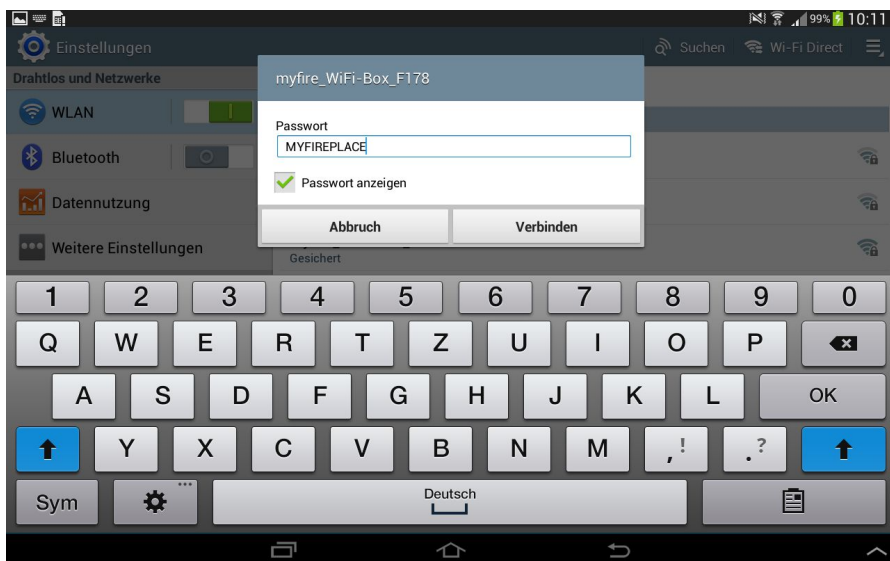 99% 10:11
Einstellungen
Suchen
Wi-Fi Direct
Drahtlos und Netzwerke
WLAN
Bluetooth
Datennutzung
Weitere Einstellungen
myfire_WiFi-Box_F178
Passwort
MYFIREPLACE
Passwort anzeigen
Abbruch
Verbinden
Gesichert
1 2 3 4 5 6 7 8 9 0
Q W E R T Z U I O P
A S D F G H J K L OK
Y X C V B N M ,! .?
Sym
Deutsch